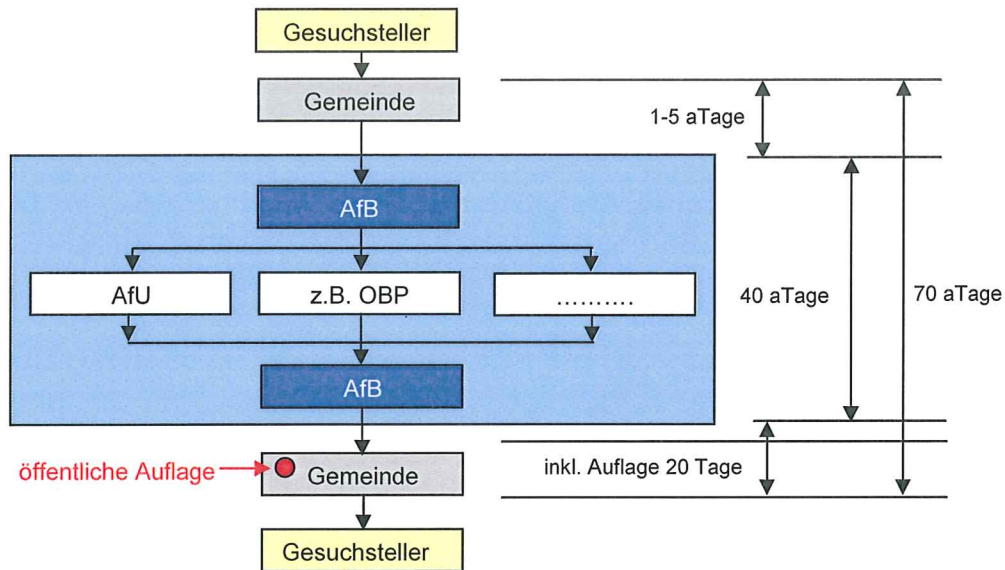 Gesuchsteller
Gemeinde
1-5 aTage
AfB
AfU
z.B. OBP
..........
40 aTage
70 aTage
AfB
öffentliche Auflage
Gemeinde
inkl. Auflage 20 Tage
Gesuchsteller